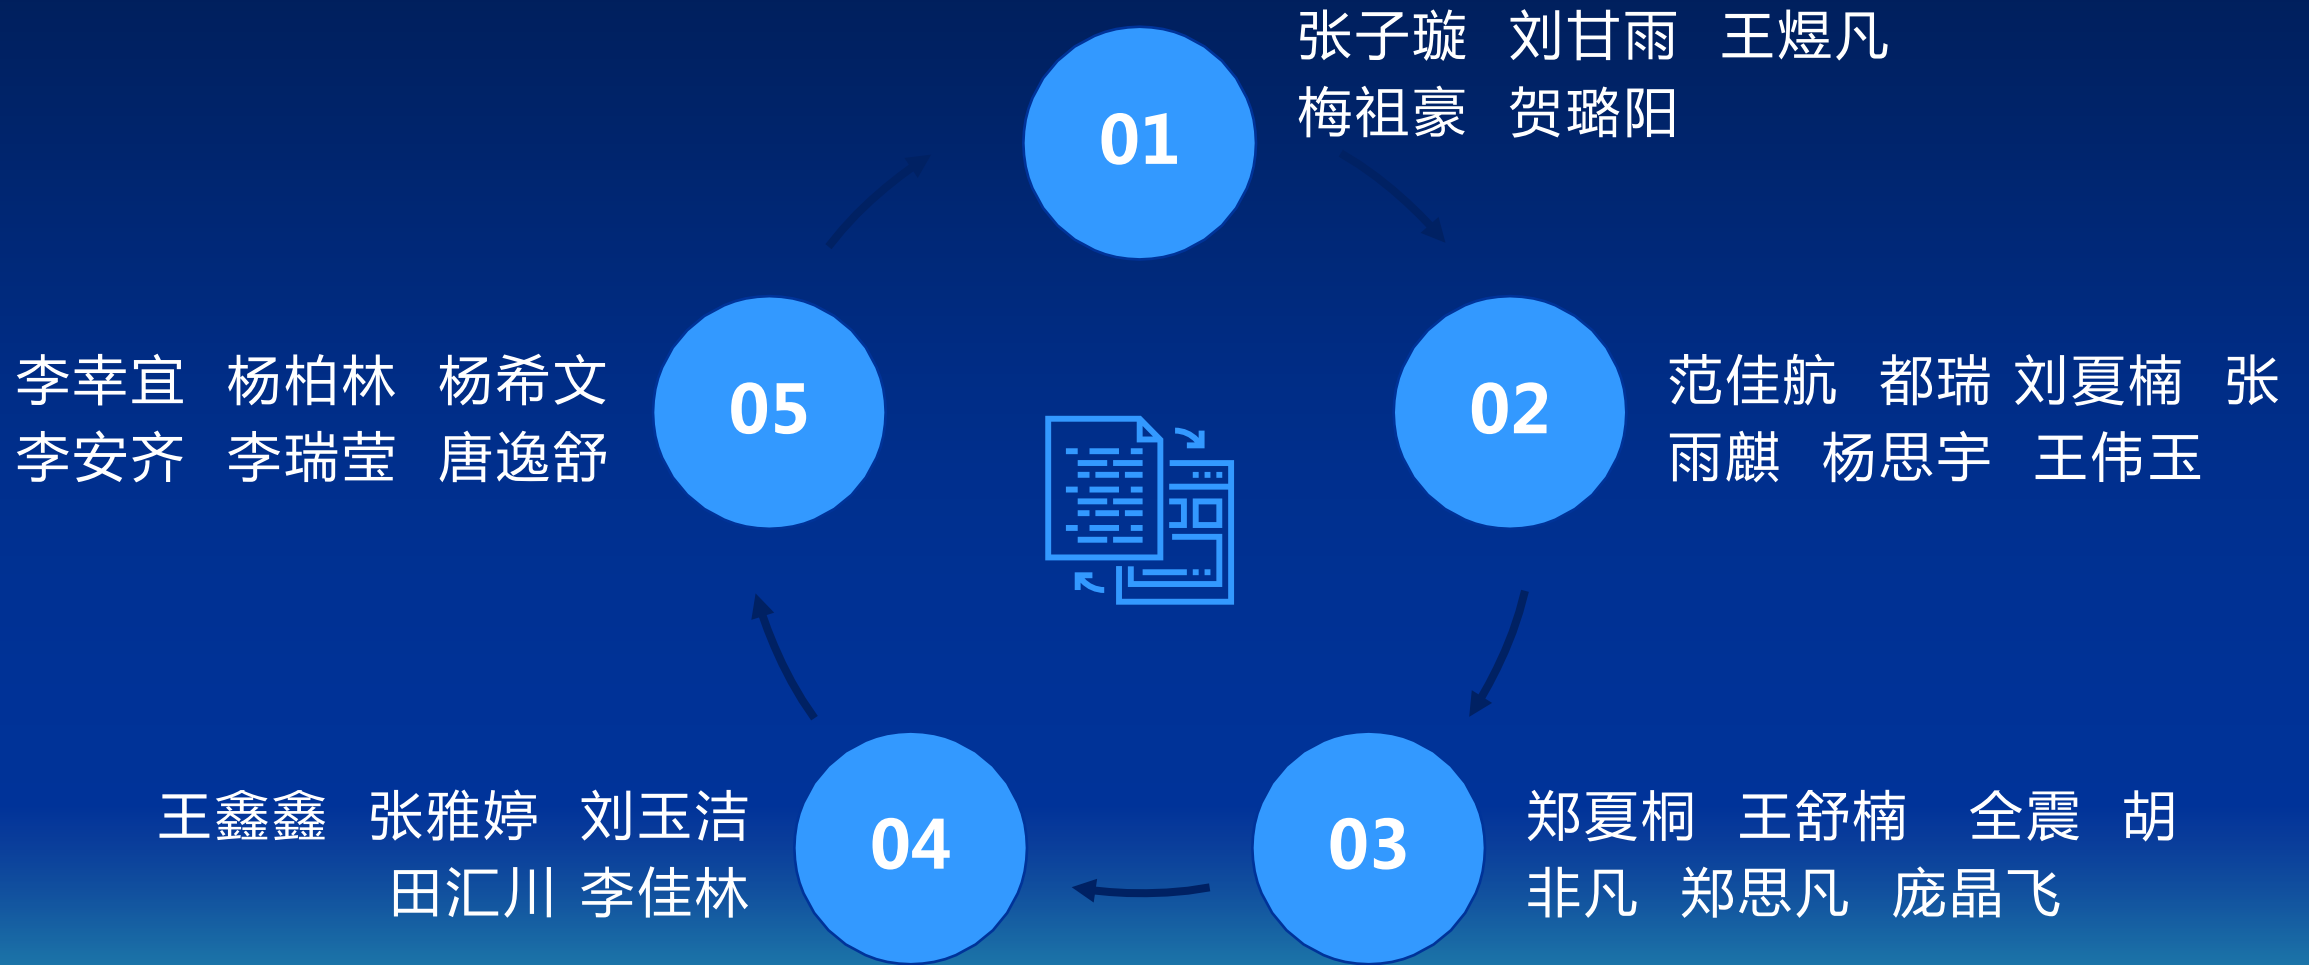 01
张子璇 刘甘雨 王煜凡
梅祖豪 贺璐阳
02
范佳航 都瑞 刘夏楠 张
雨麒 杨思宇 王伟玉
03
郑夏桐 王舒楠 全震 胡
非凡 郑思凡 庞晶飞
04
王鑫鑫 张雅婷 刘玉洁
田汇川 李佳林
05
李幸宜 杨柏林 杨希文
李安齐 李瑞莹 唐逸舒